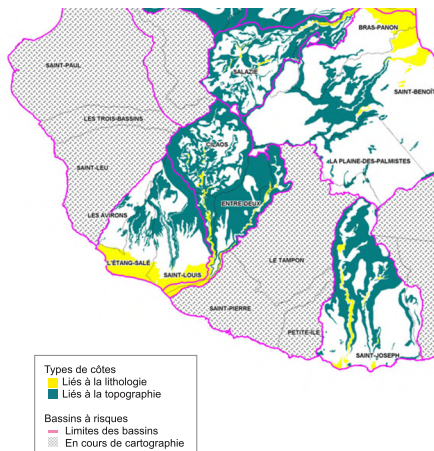 BRAS-PANON
SAINT-PAUL
SALAZIE
SAINT-BENOÎT
LES TROIS-BASSINS
CILAOS
LA PLAINE-DES-PALMISTES
SAINT-LEU
ENTRE-DEUX
LES AVIRONS
L'ÉTANG-SALÉ
LE TAMPON
SAINT-LOUIS
SAINT-PIERRE
PETITE-ILE
SAINT-JOSEPH
Types de côtes
Liés à la lithologie
Liés à la topographie
Bassins à risques
Limites des bassins
En cours de cartographie